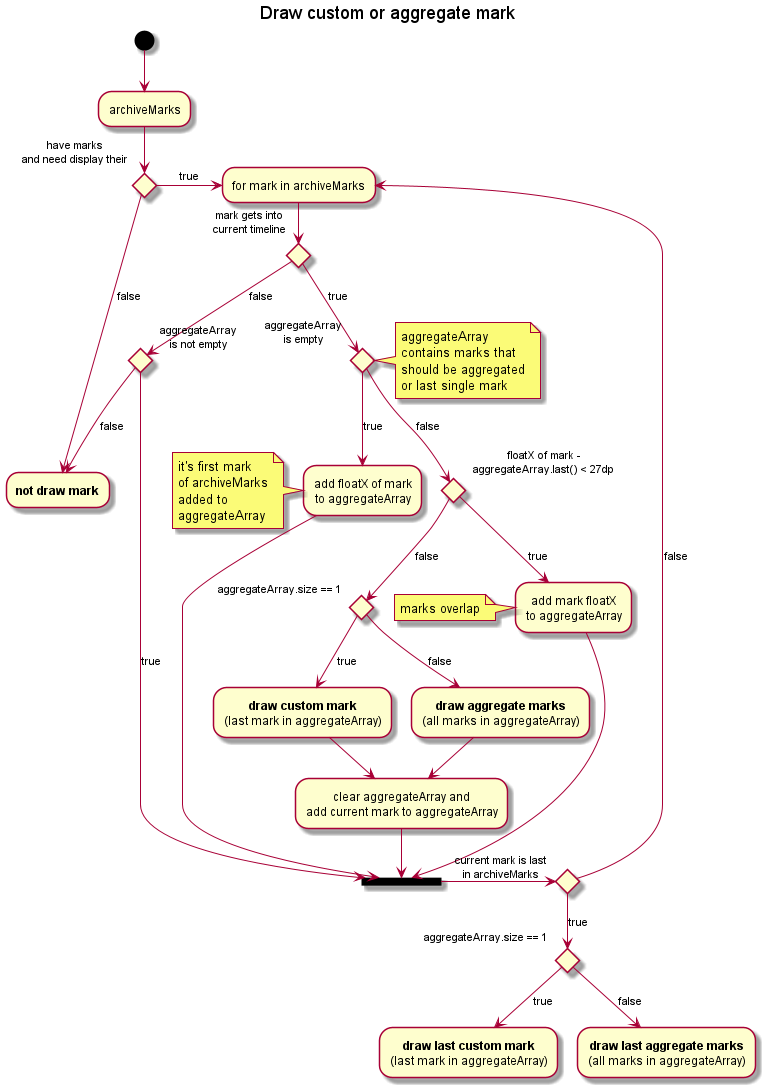 Draw custom or aggregate mark
archiveMarks
have marks
and need display their
true
for mark in archiveMarks
mark gets into
current timeline
false
false
true
aggregateArray
is not empty
aggregateArray
is empty
aggregateArray
contains marks that
should be aggregated
or last single mark
false
true
false
not draw mark
it's first mark
of archiveMarks
added to
aggregateArray
add floatX of mark
to aggregateArray
floatX of mark -
aggregateArray.last() < 27dp
false
true
false
aggregateArray.size == 1
marks overlap
add mark floatX
to aggregateArray
true
true
false
draw custom mark
(last mark in aggregateArray)
draw aggregate marks
(all marks in aggregateArray)
clear aggregateArray and
add current mark to aggregateArray
current mark is last
in archiveMarks
true
aggregateArray.size == 1
true
false
draw last custom mark
(last mark in aggregateArray)
draw last aggregate marks
(all marks in aggregateArray)